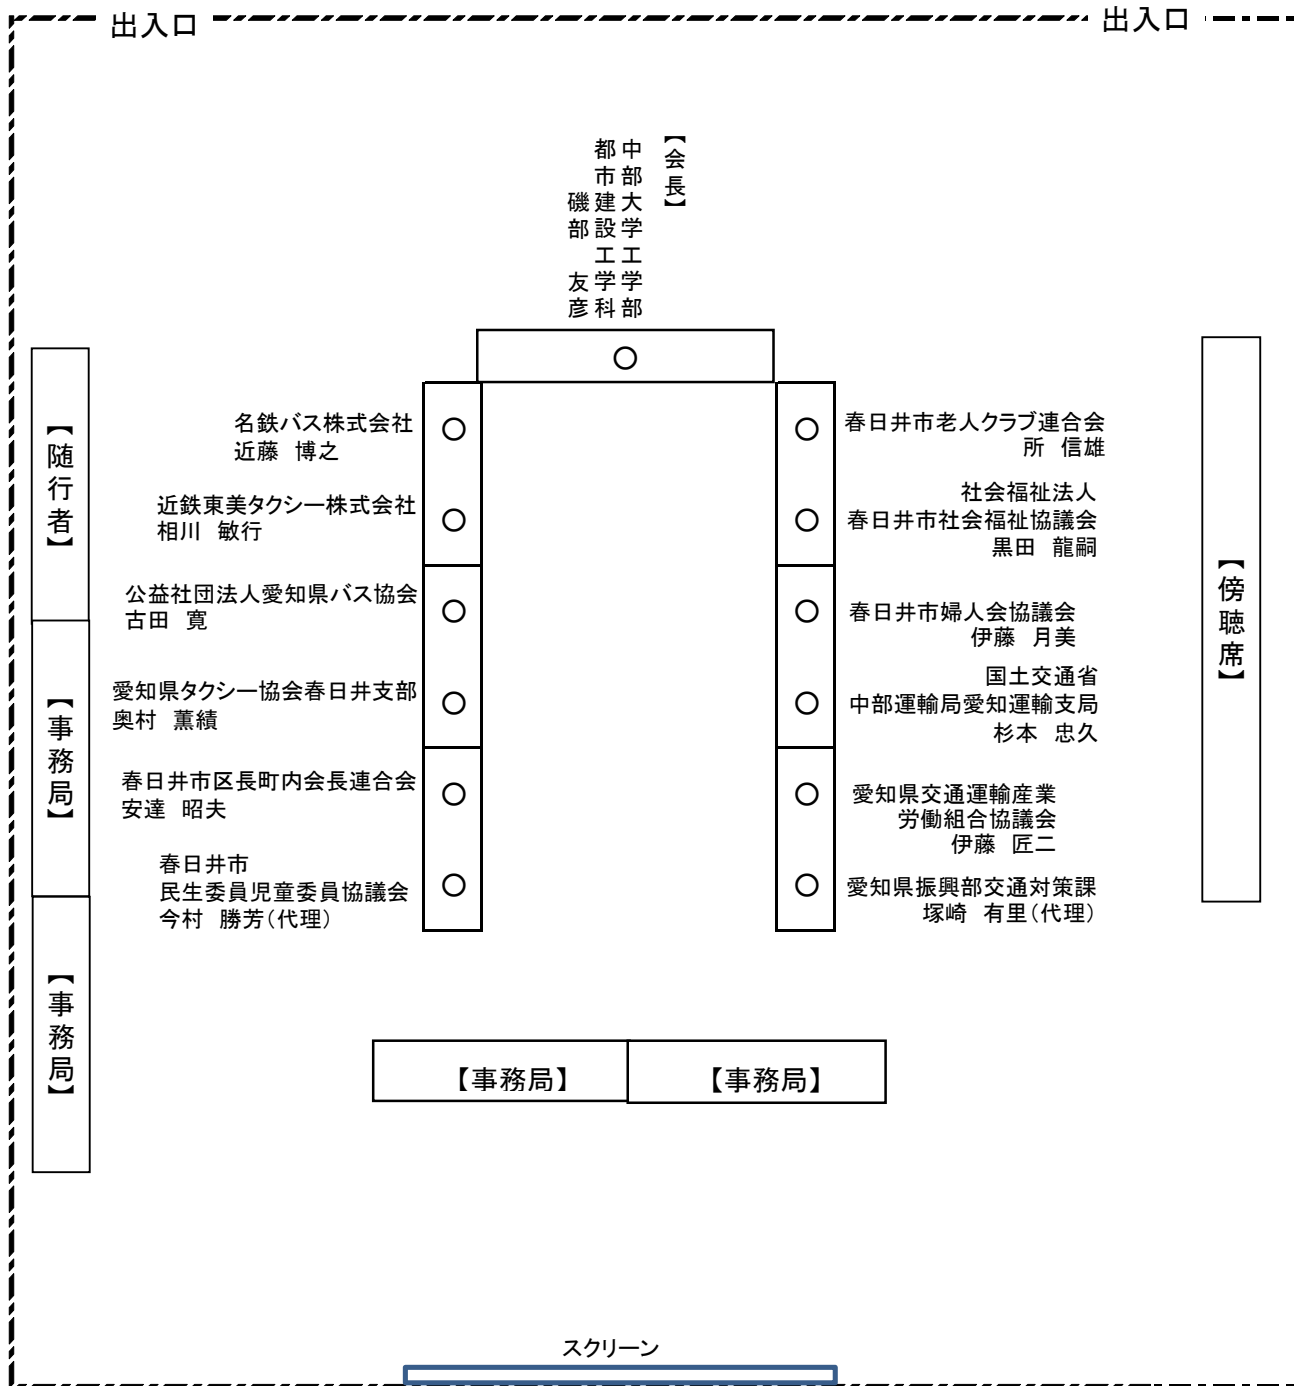 出入口
出入口
【会長】
中部大学工学部
都市建設工学科
磯部　友彦
名鉄バス株式会社
近藤　博之
近鉄東美タクシー株式会社
相川　敏行
公益社団法人愛知県バス協会
古田　寛
愛知県タクシー協会春日井支部
奥村　薫績
春日井市区長町内会長連合会
安達　昭夫
春日井市
民生委員児童委員協議会
今村　勝芳（代理）
春日井市老人クラブ連合会
所　信雄
社会福祉法人
春日井市社会福祉協議会
黒田　龍嗣
春日井市婦人会協議会
伊藤　月美
国土交通省
中部運輸局愛知運輸支局
杉本　忠久
愛知県交通運輸産業
労働組合協議会
伊藤　匠二
愛知県振興部交通対策課
塚崎　有里（代理）
【随行者】
【事務局】
【事務局】
【傍聴席】
【事務局】
【事務局】
スクリーン